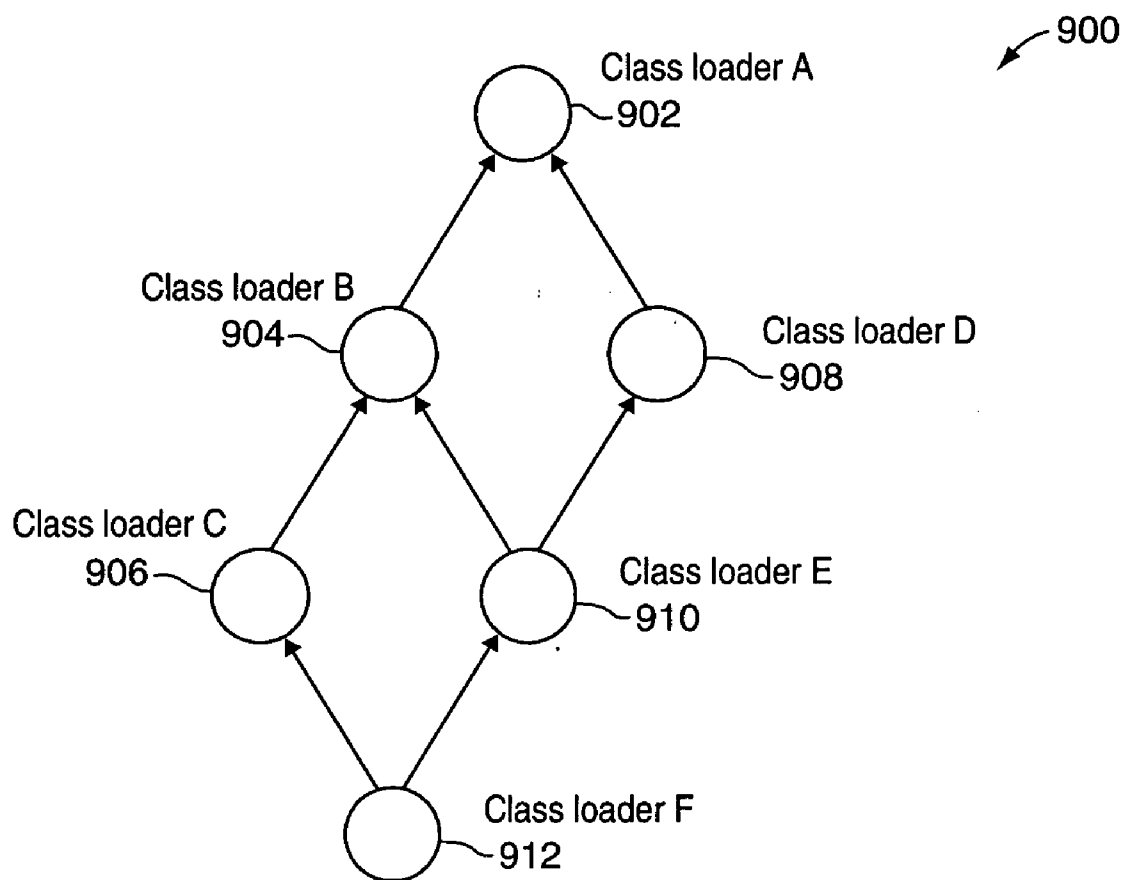 900
Class loader A
902
Class loader B
904
Class loader D
908
Class loader C
906
Class loader E
910
Class loader F
912